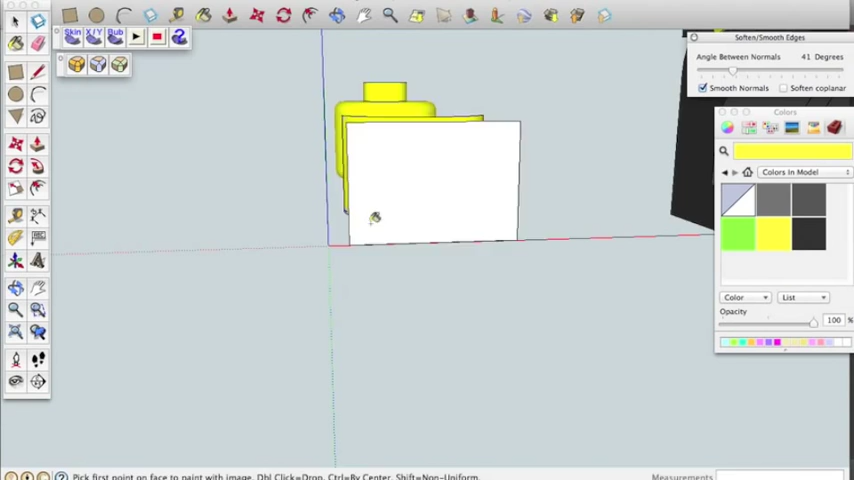 Skin X/Y Bub
Soften/Smooth Edges
Angle Between Normals 41 Degrees
Smooth Normals Soften coplanar
Colors
Colors In Model
Color List
Opacity
100 %
Pick first point on face to paint with image. Dbl Click=Drop, Ctrl=By Center, Shift=Non-Uniform.
Measurements